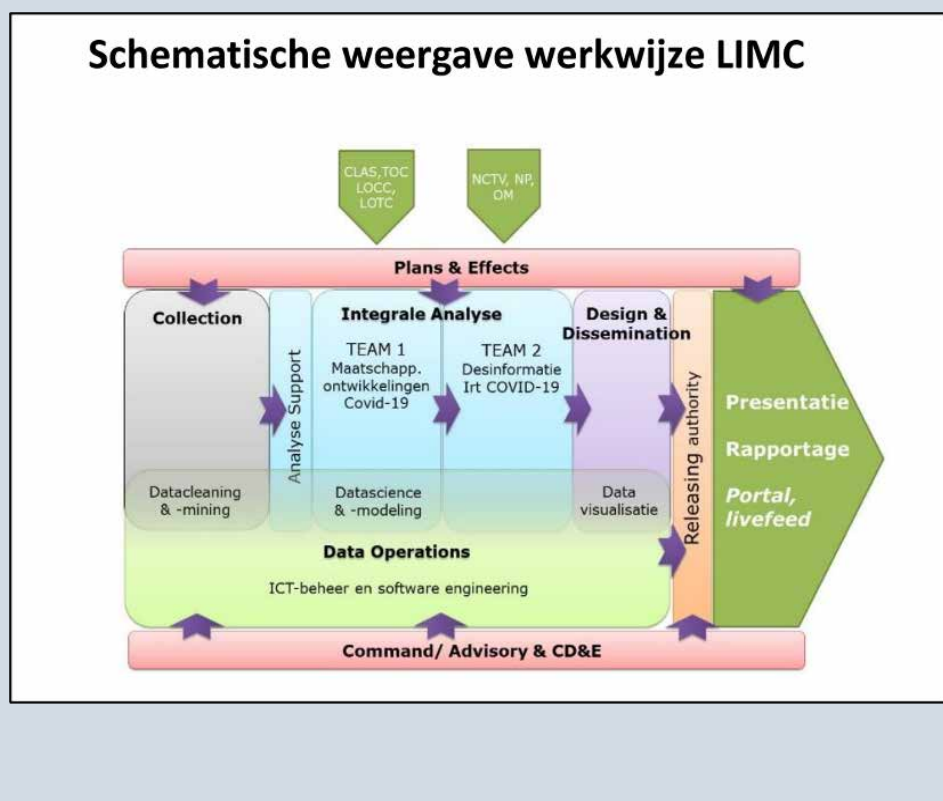 Schematische weergave werkwijze LIMC
CLAS,TOC
LOCC,
LOTC
NCTV, NP,
OM
Plans & Effects
Collection
Analyse Support
Integrale Analyse
TEAM 1
Maatschapp.
ontwikkelingen
Covid-19
TEAM 2
Desinformatie
Irt COVID-19
Design &
Dissemination
Releasing authority
Presentatie
Rapportage
Portal,
livefeed
Datacleaning
& -mining
Datascience
& -modeling
Data
visualisatie
Data Operations
ICT-beheer en software engineering
Command/ Advisory & CD&E